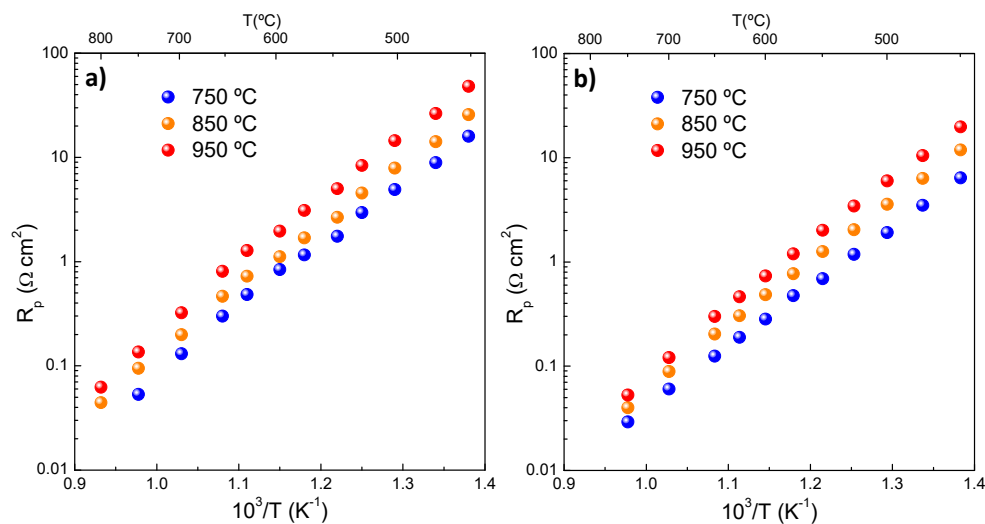 T(ºC)
800 700 600 500
100
10
1
0.1
0.01
a)
750 ºC
850 ºC
950 ºC
R_p (Ω cm²)
0.9 1.0 1.1 1.2 1.3 1.4
10³/T (K⁻¹)
T(ºC)
800 700 600 500
100
10
1
0.1
0.01
b)
750 ºC
850 ºC
950 ºC
R_p (Ω cm²)
0.9 1.0 1.1 1.2 1.3 1.4
10³/T (K⁻¹)